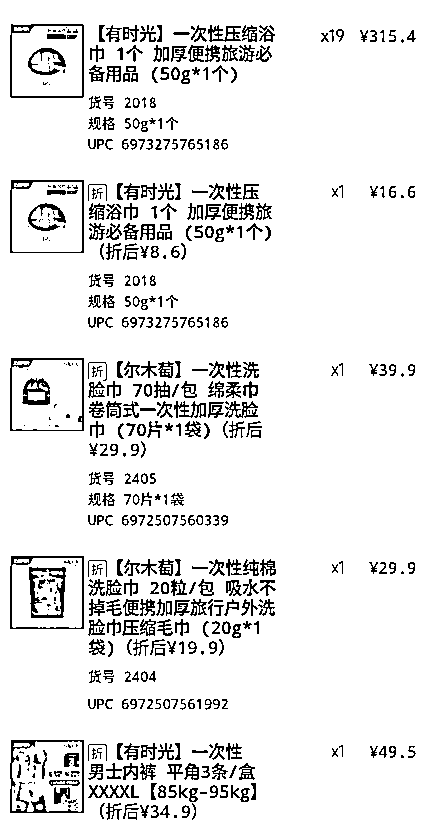 【有时光】一次性压缩浴 x19 ¥315.4
巾 1个 加厚便携旅游必
备用品 (50g*1个)
货号 2018
规格 50g*1个
UPC 6973275765186
折【有时光】一次性压 x1 ¥16.6
缩浴巾 1个 加厚便携旅
游必备用品 (50g*1个)
（折后¥8.6）
货号 2018
规格 50g*1个
UPC 6973275765186
折【尔木萄】一次性洗 x1 ¥39.9
脸巾 70抽/包 绵柔巾
卷筒式一次性加厚洗脸
巾 (70片*1袋)（折后
¥29.9）
货号 2405
规格 70片*1袋
UPC 6972507560339
折【尔木萄】一次性纯棉 x1 ¥29.9
洗脸巾 20粒/包 吸水不
掉毛便携加厚旅行户外洗
脸巾压缩毛巾 (20g*1
袋)（折后¥19.9）
货号 2404
UPC 6972507561992
折【有时光】一次性 x1 ¥49.5
男士内裤 平角3条/盒
XXXXL【85kg-95kg】
（折后¥34.9）